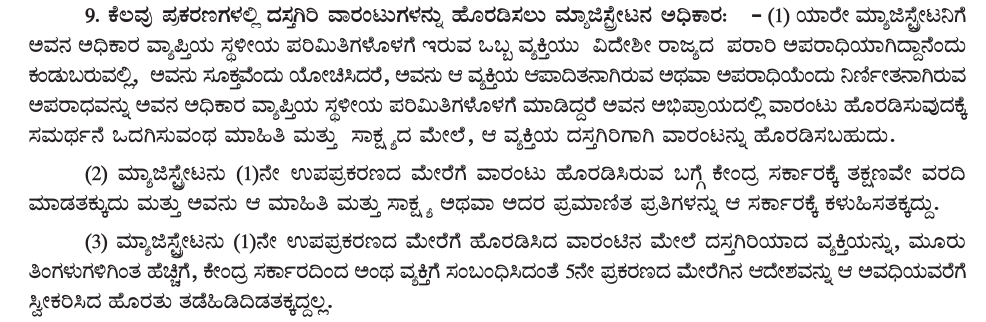 9. ಕೆಲವು ಪ್ರಕರಣಗಳಲ್ಲಿ ದಸ್ತಗಿರಿ ವಾರಂಟುಗಳನ್ನು ಹೊರಡಿಸಲು ಮ್ಯಾಜಿಸ್ಟ್ರೇಟನ ಅಧಿಕಾರ: – (1) ಯಾರೇ ಮ್ಯಾಜಿಸ್ಟ್ರೇಟನಿಗೆ
ಅವನ ಅಧಿಕಾರ ವ್ಯಾಪ್ತಿಯ ಸ್ಥಳೀಯ ಪರಿಮಿತಿಗಳೊಳಗೆ ಇರುವ ಒಬ್ಬ ವ್ಯಕ್ತಿಯು ವಿದೇಶೀ ರಾಜ್ಯದ ಪರಾರಿ ಅಪರಾಧಿಯಾಗಿದ್ದಾನೆಂದು
ಕಂಡುಬರುವಲ್ಲಿ, ಅವನು ಸೂಕ್ತವೆಂದು ಯೋಚಿಸಿದರೆ, ಅವನು ಆ ವ್ಯಕ್ತಿಯ ಆಪಾದಿತನಾಗಿರುವ ಅಥವಾ ಅಪರಾಧಿಯೆಂದು ನಿರ್ಣೀತನಾಗಿರುವ
ಅಪರಾಧವನ್ನು ಅವನ ಅಧಿಕಾರ ವ್ಯಾಪ್ತಿಯ ಸ್ಥಳೀಯ ಪರಿಮಿತಿಗಳೊಳಗೆ ಮಾಡಿದ್ದರೆ ಅವನ ಅಭಿಪ್ರಾಯದಲ್ಲಿ ವಾರಂಟು ಹೊರಡಿಸುವುದಕ್ಕೆ
ಸಮರ್ಥನೆ ಒದಗಿಸುವಂಥ ಮಾಹಿತಿ ಮತ್ತು ಸಾಕ್ಷ್ಯದ ಮೇಲೆ, ಆ ವ್ಯಕ್ತಿಯ ದಸ್ತಗಿರಿಗಾಗಿ ವಾರಂಟನ್ನು ಹೊರಡಿಸಬಹುದು.
(2) ಮ್ಯಾಜಿಸ್ಟ್ರೇಟನು (1)ನೇ ಉಪಪ್ರಕರಣದ ಮೇರೆಗೆ ವಾರಂಟು ಹೊರಡಿಸಿರುವ ಬಗ್ಗೆ ಕೇಂದ್ರ ಸರ್ಕಾರಕ್ಕೆ ತಕ್ಷಣವೇ ವರದಿ
ಮಾಡತಕ್ಕುದು ಮತ್ತು ಅವನು ಆ ಮಾಹಿತಿ ಮತ್ತು ಸಾಕ್ಷ್ಯ ಅಥವಾ ಅದರ ಪ್ರಮಾಣಿತ ಪ್ರತಿಗಳನ್ನು ಆ ಸರ್ಕಾರಕ್ಕೆ ಕಳುಹಿಸತಕ್ಕದ್ದು.
(3) ಮ್ಯಾಜಿಸ್ಟ್ರೇಟನು (1)ನೇ ಉಪಪ್ರಕರಣದ ಮೇರೆಗೆ ಹೊರಡಿಸಿದ ವಾರಂಟಿನ ಮೇಲೆ ದಸ್ತಗಿರಿಯಾದ ವ್ಯಕ್ತಿಯನ್ನು, ಮೂರು
ತಿಂಗಳುಗಳಿಗಿಂತ ಹೆಚ್ಚಿಗೆ, ಕೇಂದ್ರ ಸರ್ಕಾರದಿಂದ ಅಂಥ ವ್ಯಕ್ತಿಗೆ ಸಂಬಂಧಿಸಿದಂತೆ 5ನೇ ಪ್ರಕರಣದ ಮೇರೆಗಿನ ಆದೇಶವನ್ನು ಆ ಅವಧಿಯವರೆಗೆ
ಸ್ವೀಕರಿಸಿದ ಹೊರತು ತಡೆಹಿಡಿದಿಡತಕ್ಕದ್ದಲ್ಲ.